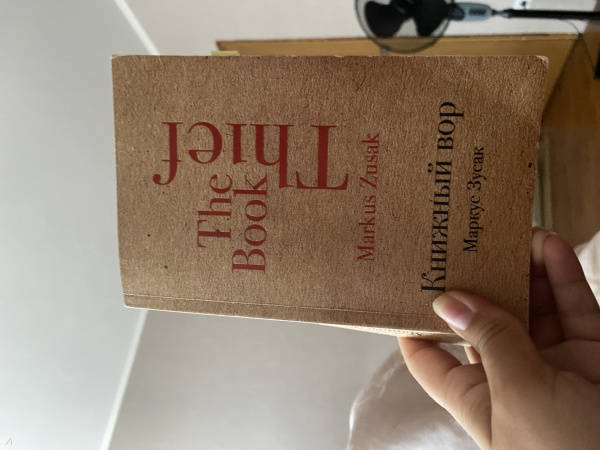 The
Book
Thief
Markus Zusak
Книжный вор
Маркус Зусак